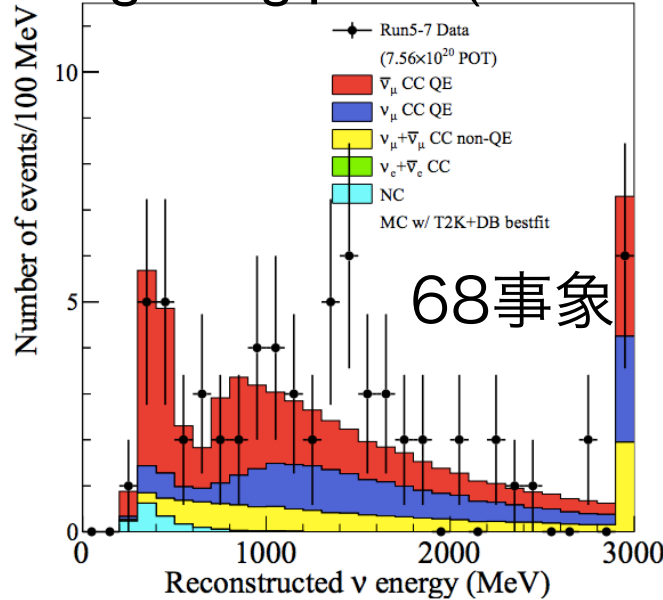 Run5-7 Data
(7.56×10²⁰ POT)
ν̅μ CC QE
νμ CC QE
νμ+ν̅μ CC non-QE
νe+ν̅e CC
NC
MC w/ T2K+DB bestfit
68事象
Number of events/100 MeV
10
5
0
0 1000 2000 3000
Reconstructed ν energy (MeV)